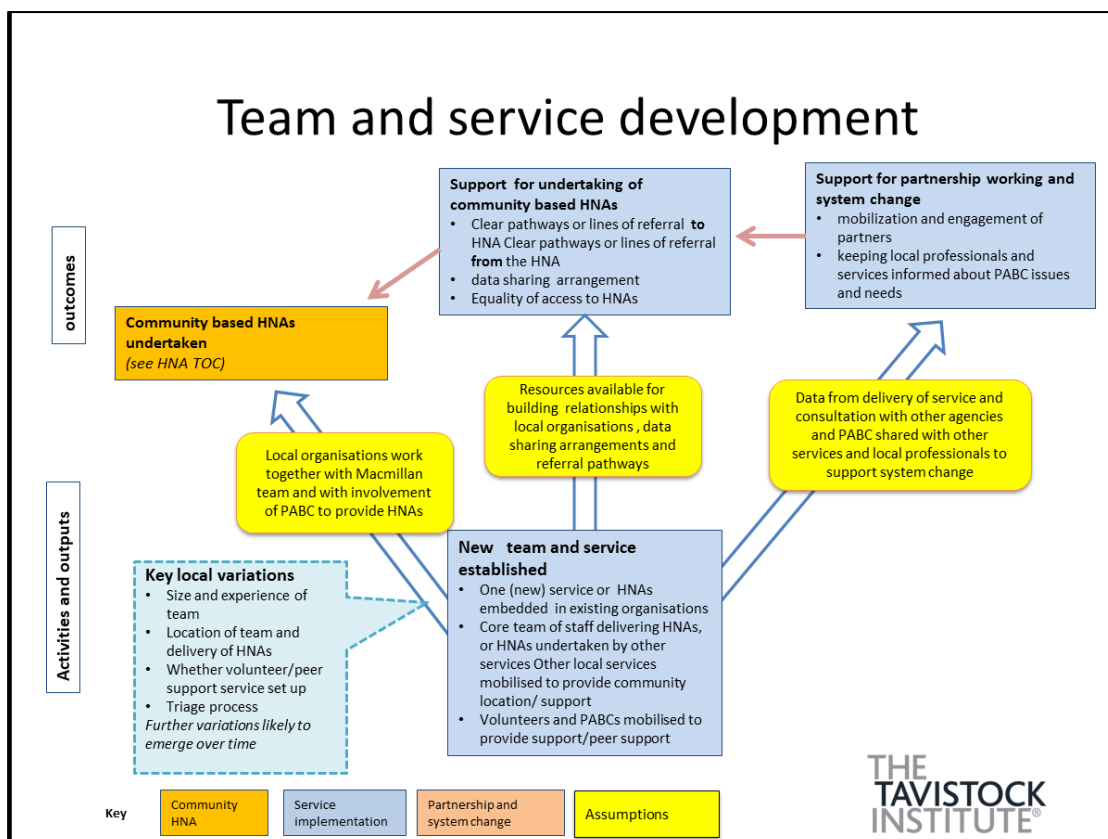 Team and service development
outcomes
Support for undertaking of
community based HNAs
• Clear pathways or lines of referral to
HNA Clear pathways or lines of referral
from the HNA
• data sharing arrangement
• Equality of access to HNAs
Support for partnership working and
system change
• mobilization and engagement of
partners
• keeping local professionals and
services informed about PABC issues
and needs
Community based HNAs
undertaken
(see HNA TOC)
Local organisations work
together with Macmillan
team and with involvement
of PABC to provide HNAs
Resources available for
building relationships with
local organisations , data
sharing arrangements and
referral pathways
Data from delivery of service and
consultation with other agencies
and PABC shared with other
services and local professionals to
support system change
Activities and outputs
Key local variations
• Size and experience of
team
• Location of team and
delivery of HNAs
• Whether volunteer/peer
support service set up
• Triage process
Further variations likely to
emerge over time
New team and service
established
• One (new) service or HNAs
embedded in existing organisations
• Core team of staff delivering HNAs,
or HNAs undertaken by other
services Other local services
mobilised to provide community
location/ support
• Volunteers and PABCs mobilised to
provide support/peer support
Key
Community
HNA
Service
implementation
Partnership and
system change
Assumptions
THE
TAVISTOCK
INSTITUTE®